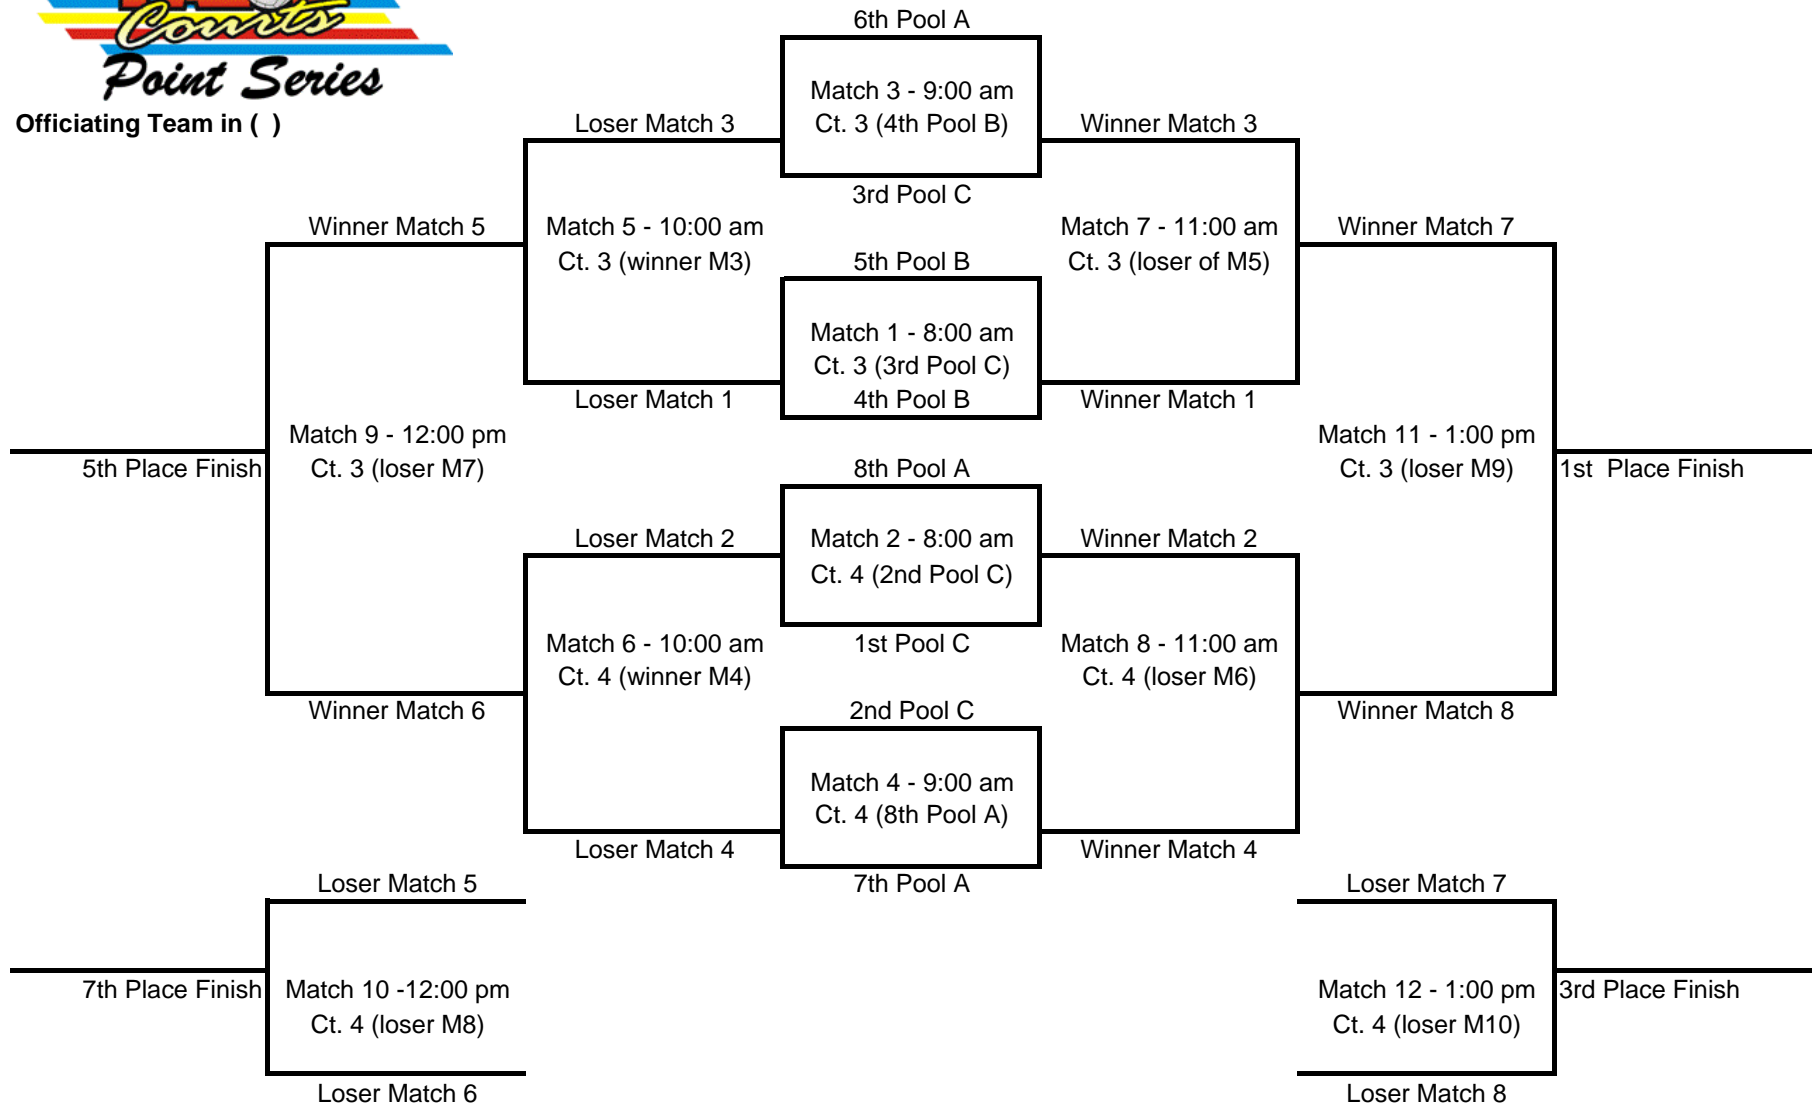 Courts
Point Series
Officiating Team in ( )
6th Pool A
Match 3 - 9:00 am
Ct. 3 (4th Pool B)
Loser Match 3
Winner Match 3
3rd Pool C
Winner Match 5
Match 5 - 10:00 am
Ct. 3 (winner M3)
Match 7 - 11:00 am
Ct. 3 (loser of M5)
Winner Match 7
5th Pool B
Match 1 - 8:00 am
Ct. 3 (3rd Pool C)
Loser Match 1
4th Pool B
Winner Match 1
Match 9 - 12:00 pm
Ct. 3 (loser M7)
5th Place Finish
Match 11 - 1:00 pm
Ct. 3 (loser M9)
1st  Place Finish
8th Pool A
Loser Match 2
Match 2 - 8:00 am
Ct. 4 (2nd Pool C)
Winner Match 2
1st Pool C
Match 6 - 10:00 am
Ct. 4 (winner M4)
Match 8 - 11:00 am
Ct. 4 (loser M6)
Winner Match 6
2nd Pool C
Winner Match 8
Match 4 - 9:00 am
Ct. 4 (8th Pool A)
Loser Match 4
Winner Match 4
7th Pool A
Loser Match 5
Loser Match 7
7th Place Finish
Match 10 -12:00 pm
Ct. 4 (loser M8)
Match 12 - 1:00 pm
Ct. 4 (loser M10)
3rd Place Finish
Loser Match 6
Loser Match 8